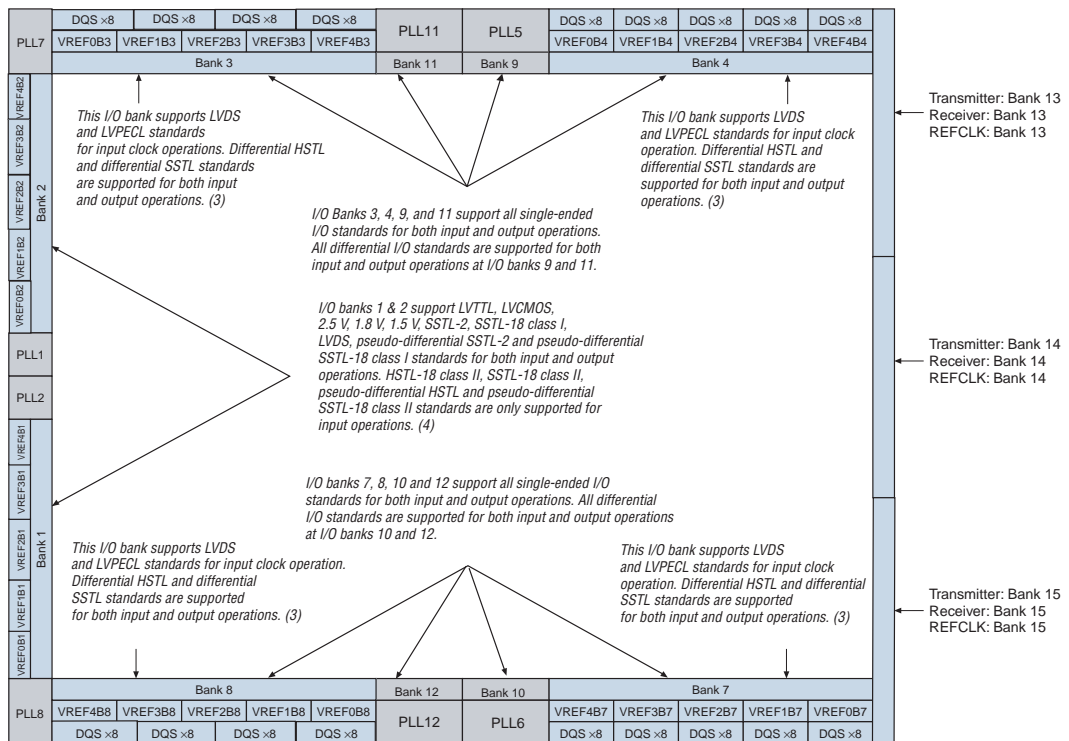 PLL7
DQS ×8 DQS ×8 DQS ×8 DQS ×8
VREF0B3 VREF1B3 VREF2B3 VREF3B3 VREF4B3
Bank 3
PLL11
Bank 11
PLL5
Bank 9
DQS ×8 DQS ×8 DQS ×8 DQS ×8 DQS ×8
VREF0B4 VREF1B4 VREF2B4 VREF3B4 VREF4B4
Bank 4
VREF4B2
VREF3B2
VREF2B2
VREF1B2
VREF0B2
Bank 2
This I/O bank supports LVDS
and LVPECL standards
for input clock operations. Differential HSTL
and differential SSTL standards
are supported for both input
and output operations. (3)
This I/O bank supports LVDS
and LVPECL standards for input clock
operation. Differential HSTL and
differential SSTL standards are
supported for both input and output
operations. (3)
Transmitter: Bank 13
Receiver: Bank 13
REFCLK: Bank 13
I/O Banks 3, 4, 9, and 11 support all single-ended
I/O standards for both input and output operations.
All differential I/O standards are supported for both
input and output operations at I/O banks 9 and 11.
I/O banks 1 & 2 support LVTTL, LVCMOS,
2.5 V, 1.8 V, 1.5 V, SSTL-2, SSTL-18 class I,
LVDS, pseudo-differential SSTL-2 and pseudo-differential
SSTL-18 class I standards for both input and output
operations. HSTL-18 class II, SSTL-18 class II,
pseudo-differential HSTL and pseudo-differential
SSTL-18 class II standards are only supported for
input operations. (4)
PLL1
PLL2
Transmitter: Bank 14
Receiver: Bank 14
REFCLK: Bank 14
VREF4B1
VREF3B1
VREF2B1
VREF1B1
VREF0B1
Bank 1
I/O banks 7, 8, 10 and 12 support all single-ended I/O
standards for both input and output operations. All differential
I/O standards are supported for both input and output operations
at I/O banks 10 and 12.
This I/O bank supports LVDS
and LVPECL standards for input clock operation.
Differential HSTL and differential
SSTL standards are supported
for both input and output operations. (3)
This I/O bank supports LVDS
and LVPECL standards for input clock
operation. Differential HSTL and differential
SSTL standards are supported
for both input and output operations. (3)
Transmitter: Bank 15
Receiver: Bank 15
REFCLK: Bank 15
PLL8
Bank 8
VREF4B8 VREF3B8 VREF2B8 VREF1B8 VREF0B8
DQS ×8 DQS ×8 DQS ×8 DQS ×8
Bank 12
PLL12
Bank 10
PLL6
Bank 7
VREF4B7 VREF3B7 VREF2B7 VREF1B7 VREF0B7
DQS ×8 DQS ×8 DQS ×8 DQS ×8 DQS ×8